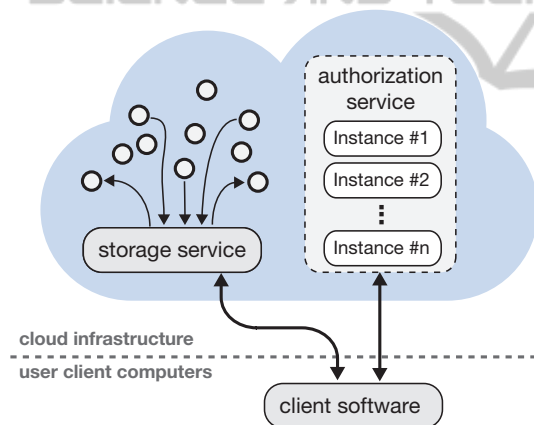 authorization
service
Instance #1
Instance #2
Instance #n
storage service
cloud infrastructure
user client computers
client software